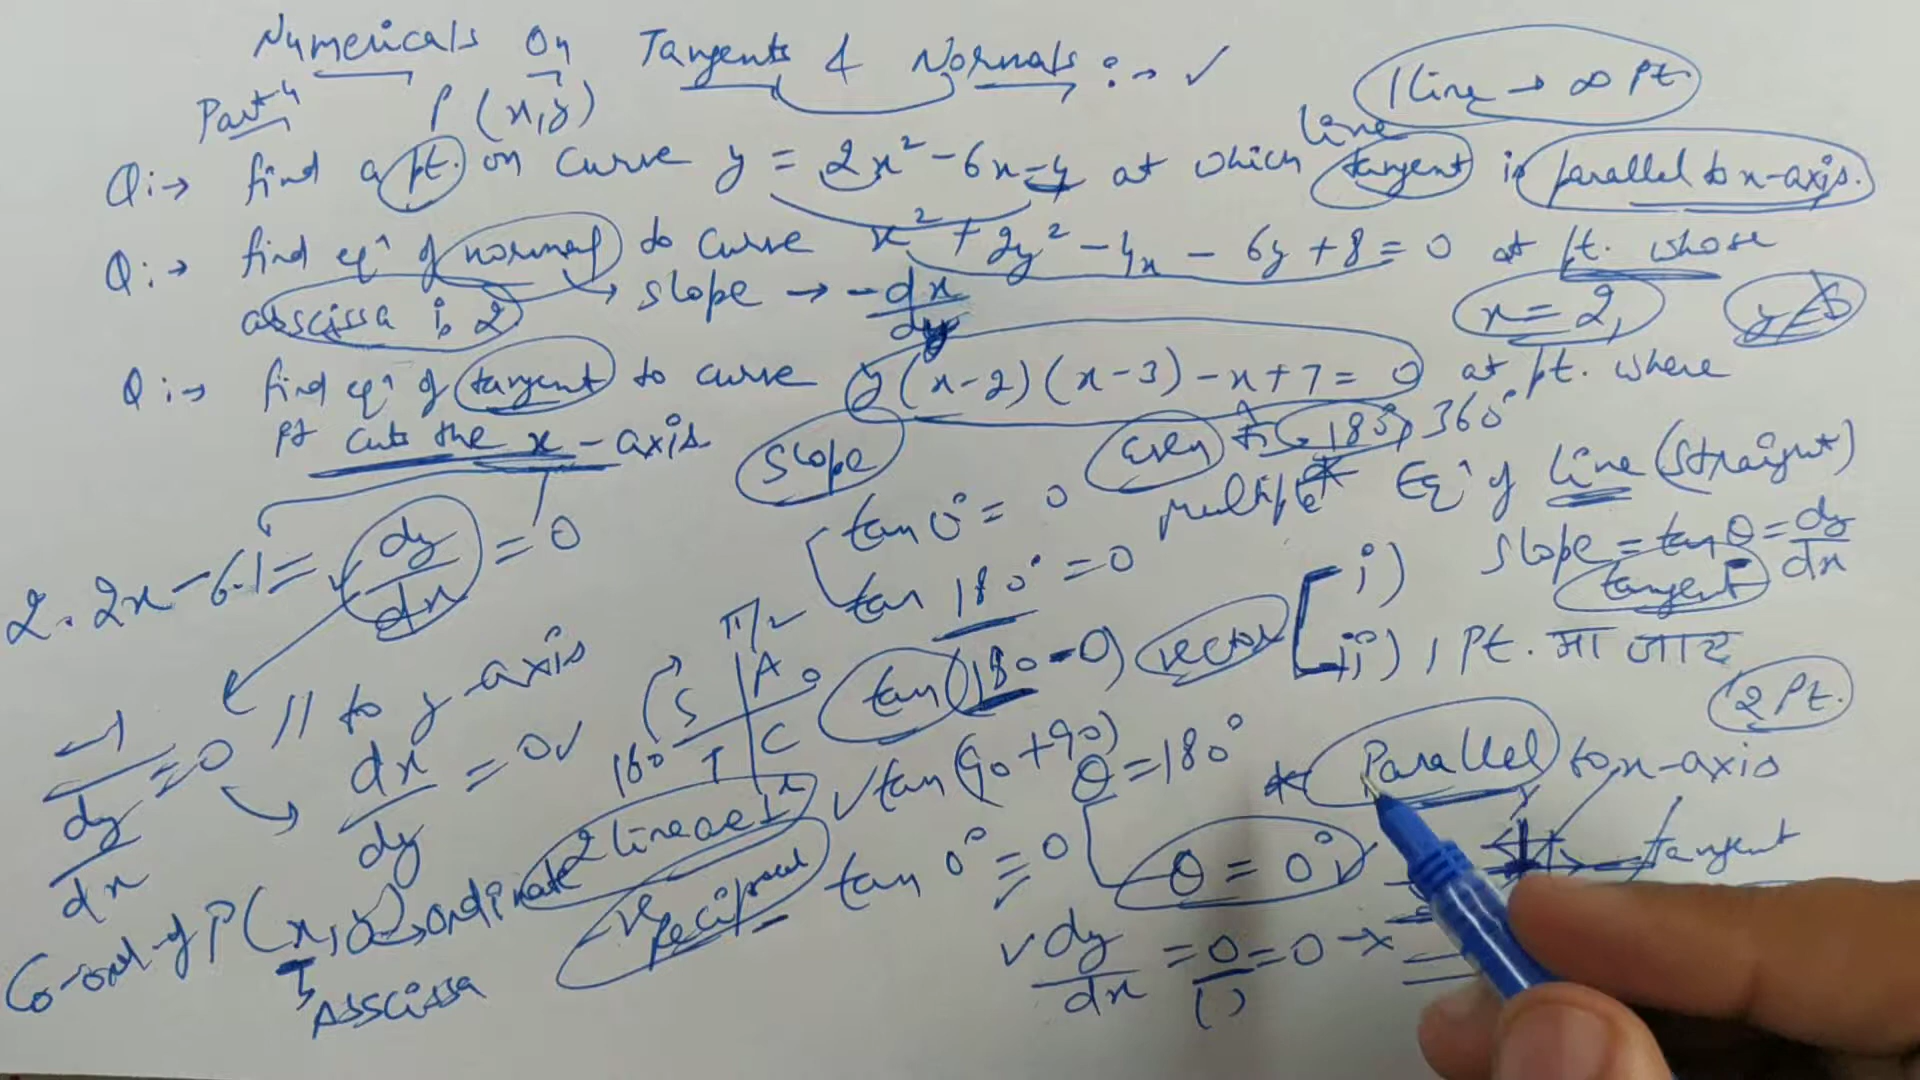 Numericals on Tangents & Normals :→ ✓
Part 4
P (x,y)
1 line → ∞ pt.
line
Q:→ find a pt. on curve y = 2x² - 6x - 4 at which tangent is parallel to x-axis.
Q:→ find eqⁿ of normal to curve x² + 2y² - 4x - 6y + 8 = 0 at pt. whose
abscissa is 2 → slope → - dx/dy
x = 2,
Q:→ find eqⁿ of tangent to curve y(x-2)(x-3) - x + 7 = 0 at pt. where
pt cuts the x-axis
slope
even
180°, 360°
multiple
tan 0° = 0
tan 180° = 0
tan (180 - 0)
tan (90 + 90)
θ = 180°
tan 0° = 0
θ = 0°
✓ dy/dx = 0/() = 0 →
2 . 2x - 6.1 = dy/dx = 0
-1/(dy/dx) = 0
// to y-axis
dx/dy = 0 ✓
π/2
S A 0
180 T C
2 line are ⊥r
-ve Reciprocal
Co-ord. of P(x,y) → ordinate
Abscissa
Eqⁿ of line (straight)
slope = tan θ = dy/dx
tangent
vector
i)
ii) 1 pt. मा जाए
2 pt.
* Parallel to x-axis
tangent